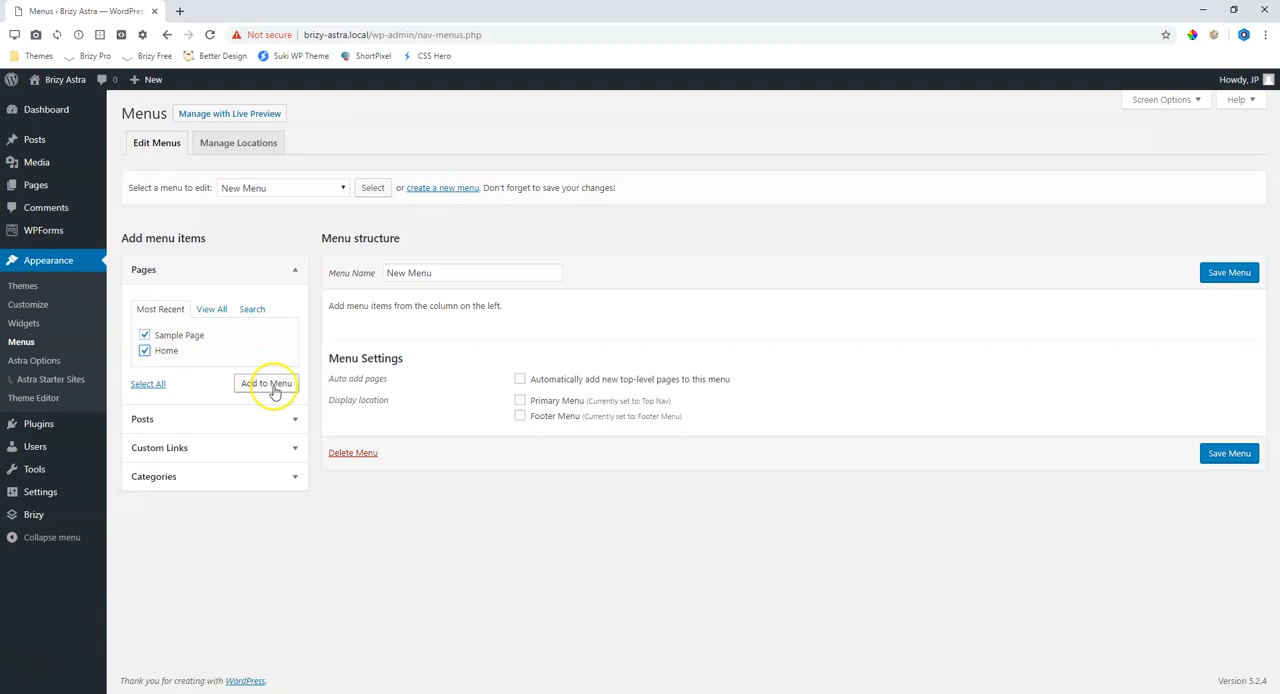 Menus ‹ Brizy Astra — WordPres
Not secure
brizy-astra.local/wp-admin/nav-menus.php
Themes
Brizy Pro
Brizy Free
Better Design
Suki WP Theme
ShortPixel
CSS Hero
Brizy Astra
0
New
Howdy, JP
Dashboard
Posts
Media
Pages
Comments
WPForms
Appearance
Themes
Customize
Widgets
Menus
Astra Options
Astra Starter Sites
Theme Editor
Plugins
Users
Tools
Settings
Brizy
Collapse menu
Screen Options
Help
Menus
Manage with Live Preview
Edit Menus
Manage Locations
Select a menu to edit: New Menu Select or create a new menu. Don't forget to save your changes!
Add menu items
Pages
Most Recent View All Search
Sample Page
Home
Select All
Add to Menu
Posts
Custom Links
Categories
Menu structure
Menu Name New Menu
Save Menu
Add menu items from the column on the left.
Menu Settings
Auto add pages
Automatically add new top-level pages to this menu
Display location
Primary Menu (Currently set to: Top Nav)
Footer Menu (Currently set to: Footer Menu)
Delete Menu
Save Menu
Thank you for creating with WordPress.
Version 5.2.4